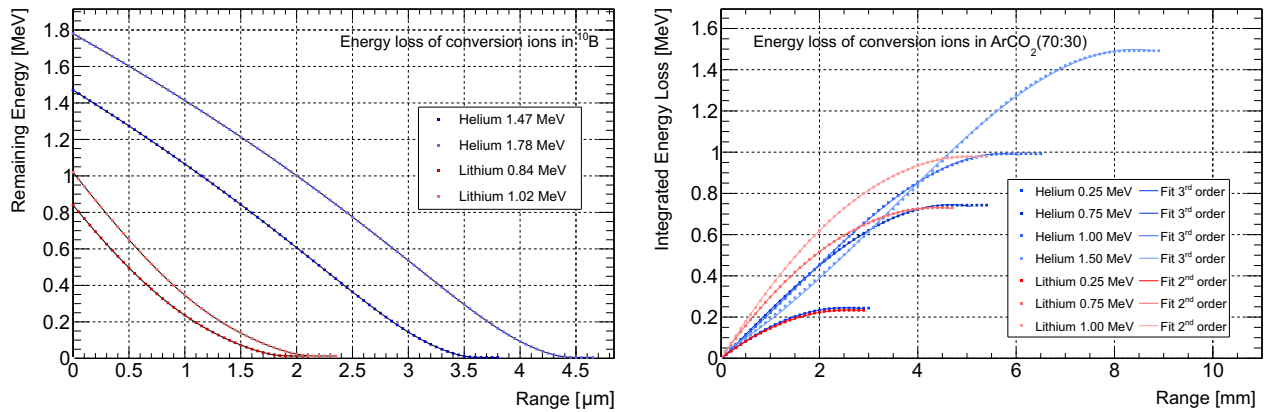 Energy loss of conversion ions in ¹⁰B
Remaining Energy [MeV]
1.8
1.6
1.4
1.2
1
0.8
0.6
0.4
0.2
0
Helium 1.47 MeV
Helium 1.78 MeV
Lithium 0.84 MeV
Lithium 1.02 MeV
0 0.5 1 1.5 2 2.5 3 3.5 4 4.5
Range [µm]
Energy loss of conversion ions in ArCO₂(70:30)
Integrated Energy Loss [MeV]
1.6
1.4
1.2
1
0.8
0.6
0.4
0.2
0
Helium 0.25 MeV Fit 3ʳᵈ order
Helium 0.75 MeV Fit 3ʳᵈ order
Helium 1.00 MeV Fit 3ʳᵈ order
Helium 1.50 MeV Fit 3ʳᵈ order
Lithium 0.25 MeV Fit 2ⁿᵈ order
Lithium 0.75 MeV Fit 2ⁿᵈ order
Lithium 1.00 MeV Fit 2ⁿᵈ order
0 2 4 6 8 10
Range [mm]